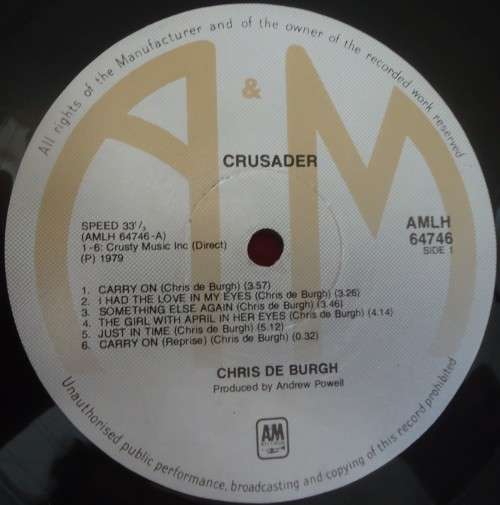 All rights of the Manufacturer and of the owner of the recorded work reserved
A & M
CRUSADER
SPEED 33⅓
(AMLH 64746-A)
1-6: Crusty Music Inc (Direct)
(P) 1979
AMLH
64746
SIDE 1
1. CARRY ON (Chris de Burgh) (3.57)
2. I HAD THE LOVE IN MY EYES (Chris de Burgh) (3.26)
3. SOMETHING ELSE AGAIN (Chris de Burgh) (3.46)
4. THE GIRL WITH APRIL IN HER EYES (Chris de Burgh) (4.14)
5. JUST IN TIME (Chris de Burgh) (5.12)
6. CARRY ON (Reprise) (Chris de Burgh) (0.32)
CHRIS DE BURGH
Produced by Andrew Powell
AM
Unauthorised public performance, broadcasting and copying of this record prohibited